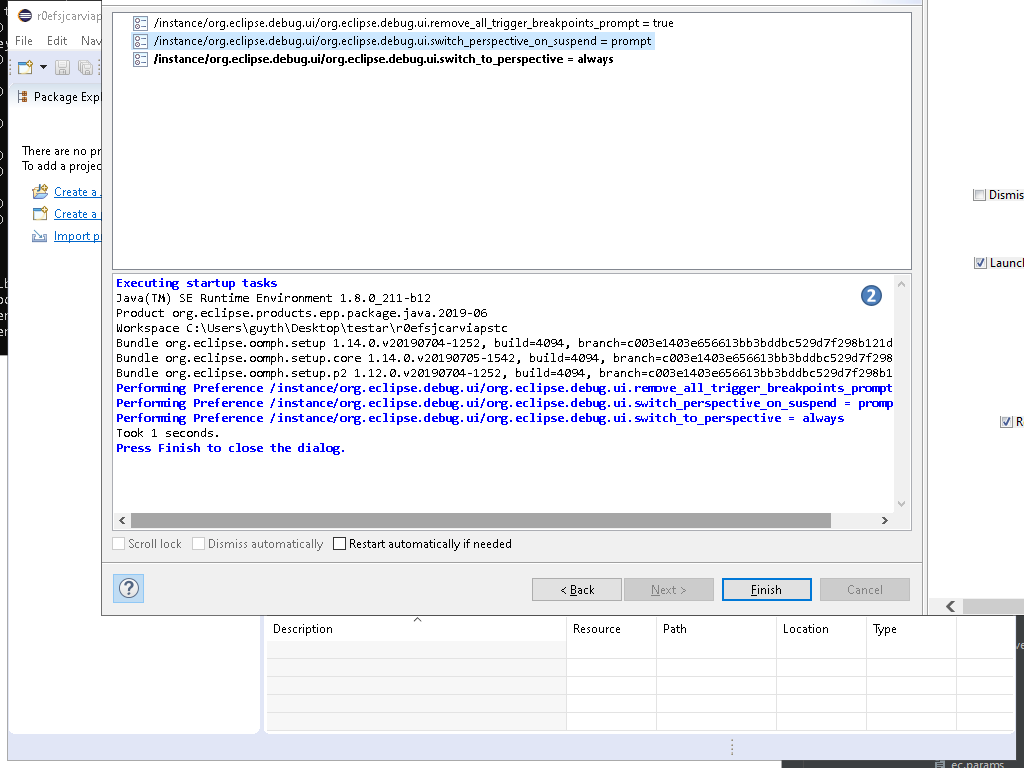 r0efsjcarviap
File Edit Nav
Package Expl
There are no pr
To add a projec
Create a
Create a
Import p
/instance/org.eclipse.debug.ui/org.eclipse.debug.ui.remove_all_trigger_breakpoints_prompt = true
/instance/org.eclipse.debug.ui/org.eclipse.debug.ui.switch_perspective_on_suspend = prompt
/instance/org.eclipse.debug.ui/org.eclipse.debug.ui.switch_to_perspective = always
Dismis
Launch
R
Executing startup tasks
Java(TM) SE Runtime Environment 1.8.0_211-b12
Product org.eclipse.products.epp.package.java.2019-06
Workspace C:\Users\guyth\Desktop\testar\r0efsjcarviapstc
Bundle org.eclipse.oomph.setup 1.14.0.v20190704-1252, build=4094, branch=c003e1403e656613bb3bddbc529d7f298b121d
Bundle org.eclipse.oomph.setup.core 1.14.0.v20190705-1542, build=4094, branch=c003e1403e656613bb3bddbc529d7f298
Bundle org.eclipse.oomph.setup.p2 1.12.0.v20190704-1252, build=4094, branch=c003e1403e656613bb3bddbc529d7f298b1
Performing Preference /instance/org.eclipse.debug.ui/org.eclipse.debug.ui.remove_all_trigger_breakpoints_prompt
Performing Preference /instance/org.eclipse.debug.ui/org.eclipse.debug.ui.switch_perspective_on_suspend = promp
Performing Preference /instance/org.eclipse.debug.ui/org.eclipse.debug.ui.switch_to_perspective = always
Took 1 seconds.
Press Finish to close the dialog.
2
Scroll lock Dismiss automatically Restart automatically if needed
? < Back Next > Finish Cancel
Description Resource Path Location Type
ec.params